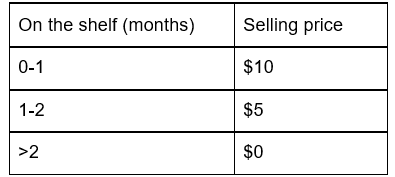 On the shelf (months) Selling price
0-1 $10
1-2 $5
>2 $0